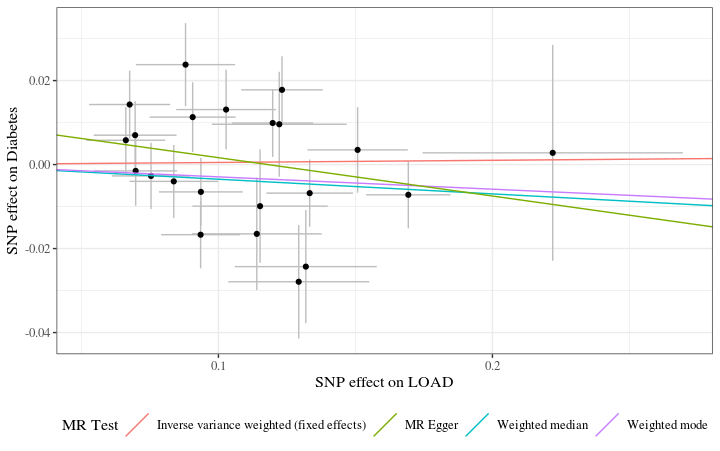 SNP effect on Diabetes
0.02
0.00
-0.02
-0.04
0.1
0.2
SNP effect on LOAD
MR Test
Inverse variance weighted (fixed effects)
MR Egger
Weighted median
Weighted mode